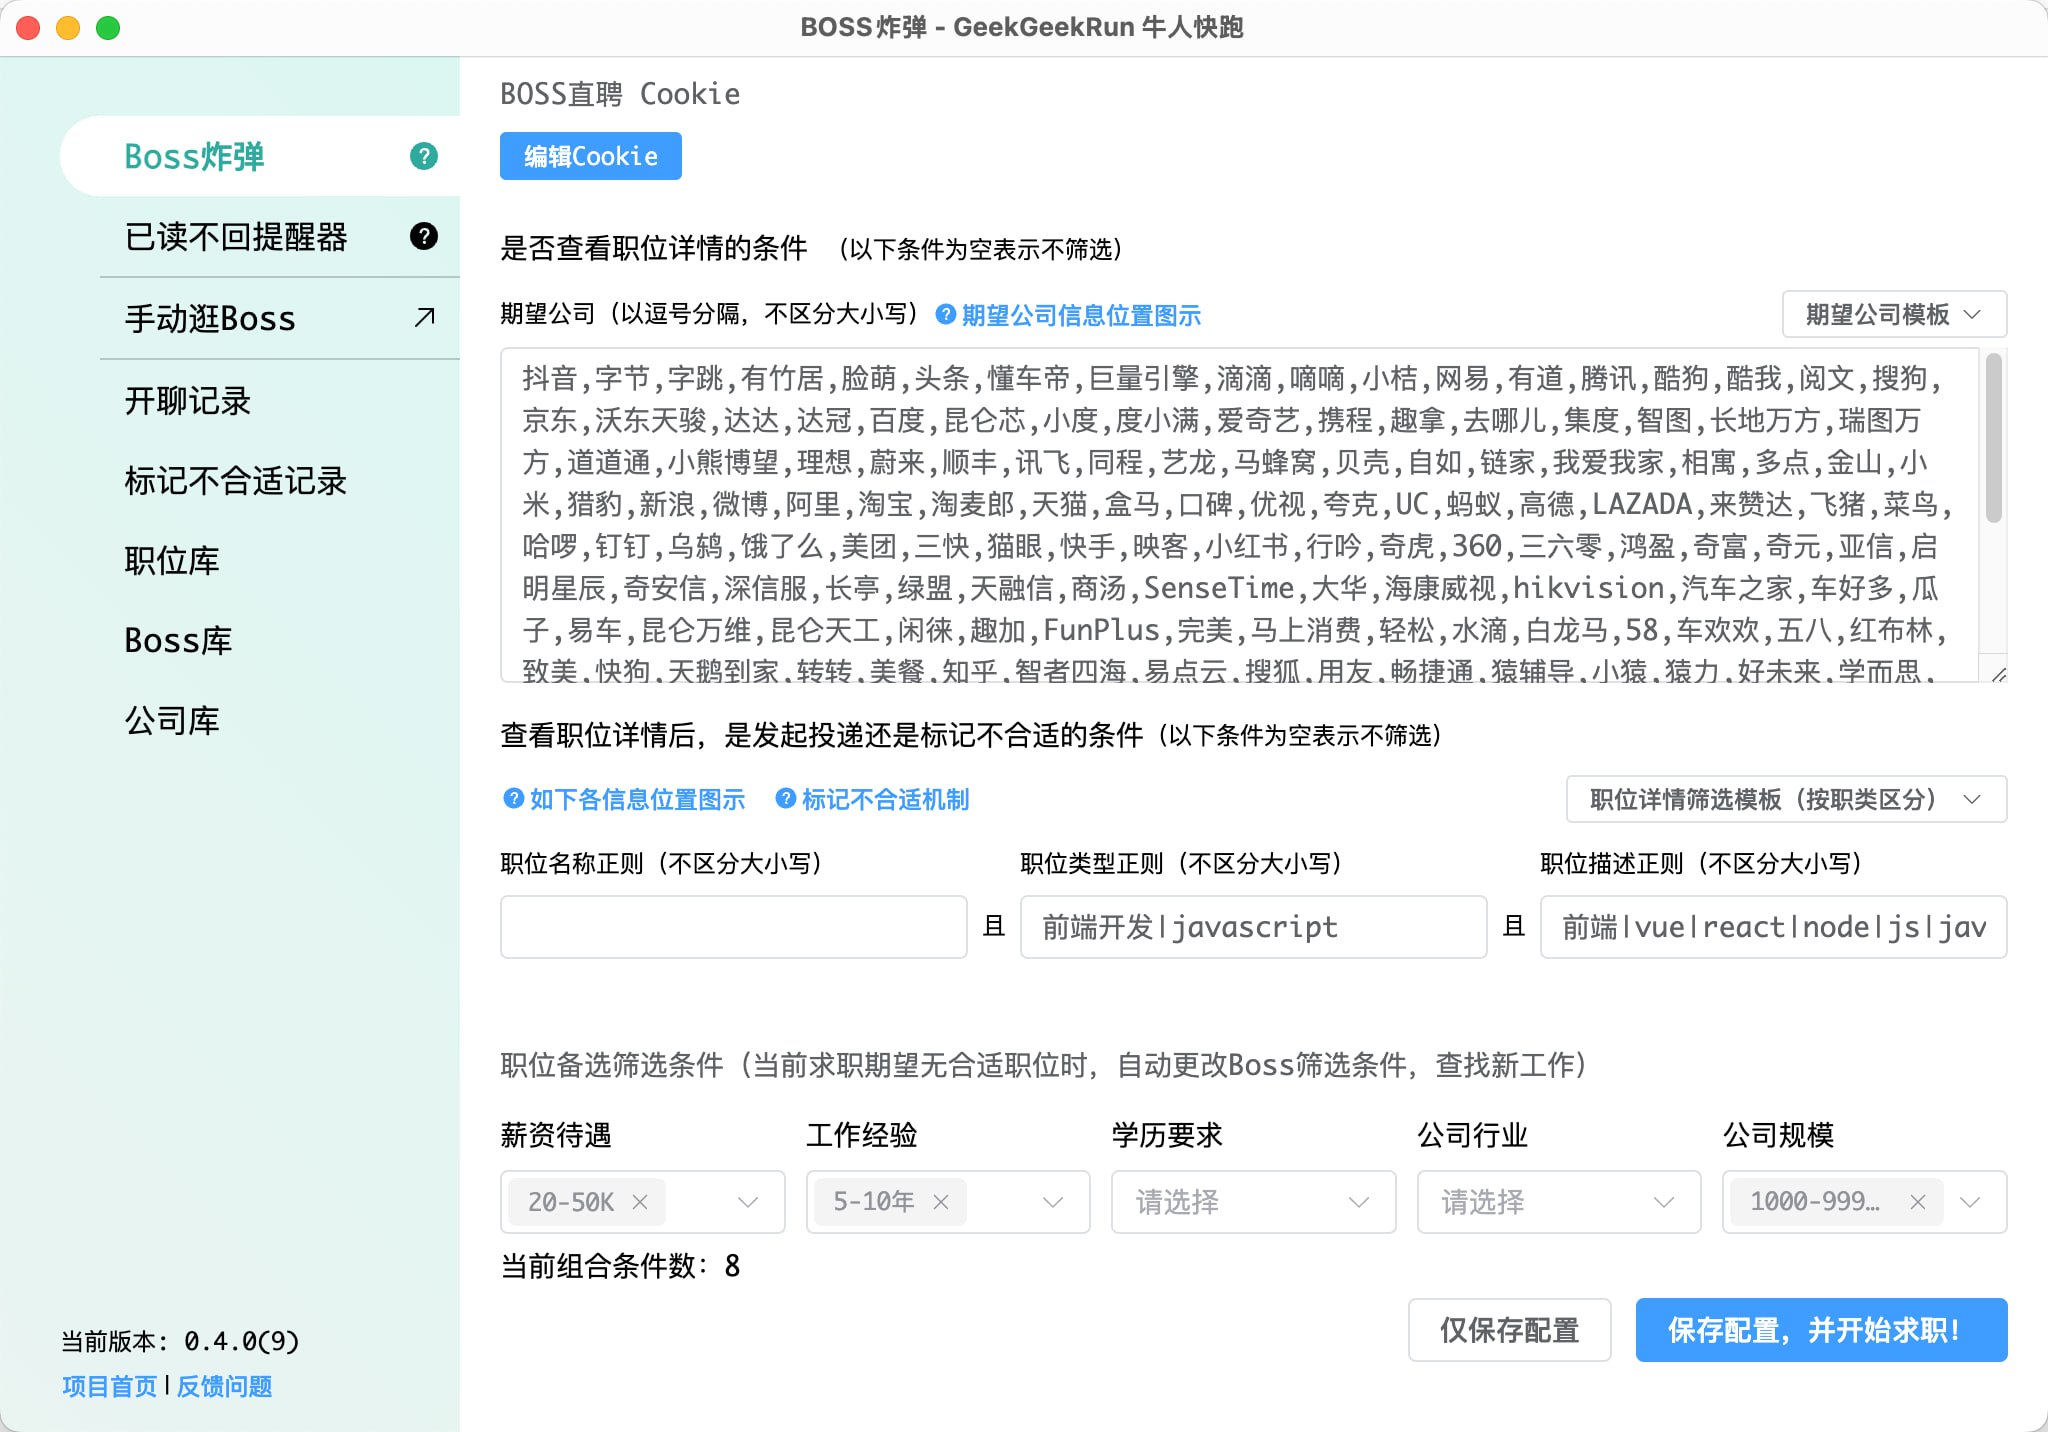 BOSS炸弹 - GeekGeekRun 牛人快跑
Boss炸弹
已读不回提醒器
手动逛Boss
开聊记录
标记不合适记录
职位库
Boss库
公司库
当前版本: 0.4.0(9)
项目首页 | 反馈问题
BOSS直聘 Cookie
编辑Cookie
是否查看职位详情的条件 （以下条件为空表示不筛选）
期望公司（以逗号分隔，不区分大小写） 期望公司信息位置图示 期望公司模板
抖音,字节,字跳,有竹居,脸萌,头条,懂车帝,巨量引擎,滴滴,嘀嘀,小桔,网易,有道,腾讯,酷狗,酷我,阅文,搜狗,
京东,沃东天骏,达达,达冠,百度,昆仑芯,小度,度小满,爱奇艺,携程,趣拿,去哪儿,集度,智图,长地万方,瑞图万
方,道道通,小熊博望,理想,蔚来,顺丰,讯飞,同程,艺龙,马蜂窝,贝壳,自如,链家,我爱我家,相寓,多点,金山,小
米,猎豹,新浪,微博,阿里,淘宝,淘麦郎,天猫,盒马,口碑,优视,夸克,UC,蚂蚁,高德,LAZADA,来赞达,飞猪,菜鸟,
哈啰,钉钉,乌鸫,饿了么,美团,三快,猫眼,快手,映客,小红书,行吟,奇虎,360,三六零,鸿盈,奇富,奇元,亚信,启
明星辰,奇安信,深信服,长亭,绿盟,天融信,商汤,SenseTime,大华,海康威视,hikvision,汽车之家,车好多,瓜
子,易车,昆仑万维,昆仑天工,闲徕,趣加,FunPlus,完美,马上消费,轻松,水滴,白龙马,58,车欢欢,五八,红布林,
致美,快狗,天鹅到家,转转,美餐,知乎,智者四海,易点云,搜狐,用友,畅捷通,猿辅导,小猿,猿力,好未来,学而思,
查看职位详情后，是发起投递还是标记不合适的条件（以下条件为空表示不筛选）
如下各信息位置图示 标记不合适机制 职位详情筛选模板（按职类区分）
职位名称正则（不区分大小写） 职位类型正则（不区分大小写） 职位描述正则（不区分大小写）
且 前端开发|javascript 且 前端|vue|react|node|js|jav
职位备选筛选条件（当前求职期望无合适职位时，自动更改Boss筛选条件，查找新工作）
薪资待遇 工作经验 学历要求 公司行业 公司规模
20-50K 5-10年 请选择 请选择 1000-999…
当前组合条件数：8
仅保存配置 保存配置，并开始求职！